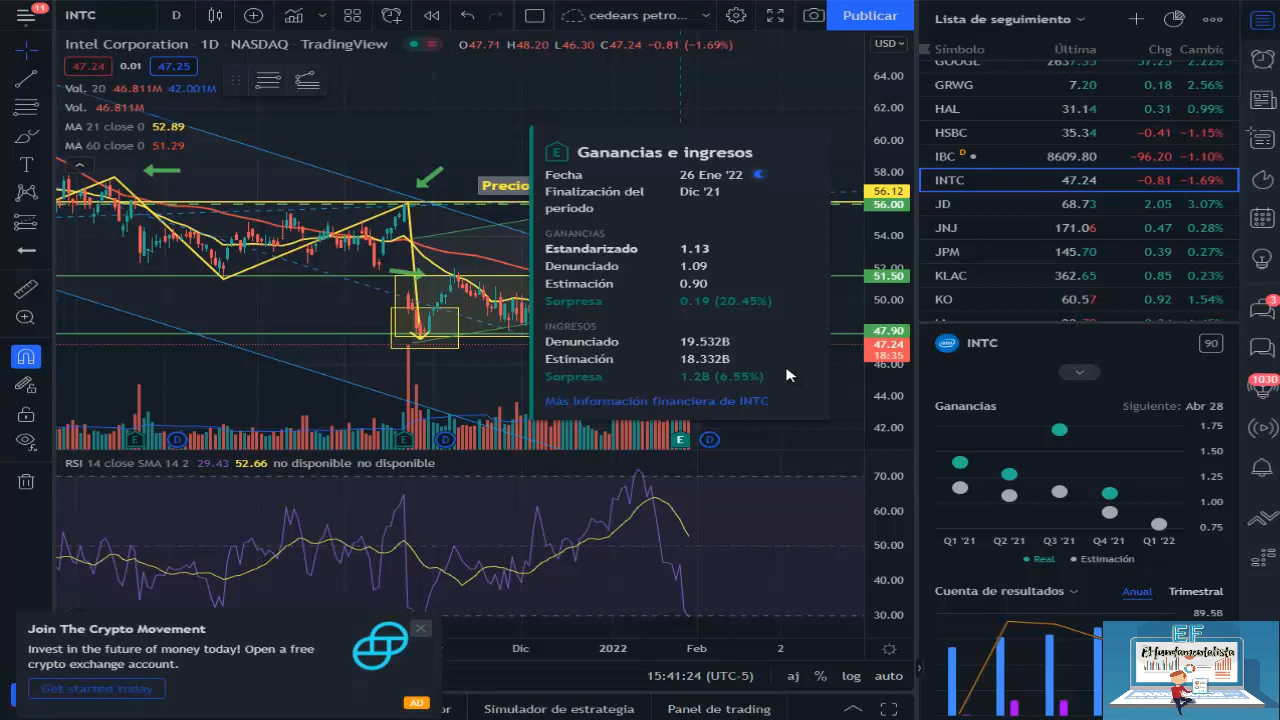 11
INTC
D
cedears petro...
Publicar
Intel Corporation · 1D · NASDAQ · TradingView
O47.71 H48.20 L46.30 C47.24 −0.81 (−1.69%)
USD
47.24 0.01 47.25
Vol. 20 46.811M 42.001M
Vol. 46.811M
MA 21 close 0 52.89
MA 60 close 0 51.29
Precio
64.00
62.00
60.00
58.00
56.12
56.00
54.00
52.00
51.50
50.00
47.90
47.24
18:35
46.00
44.00
42.00
Ganancias e ingresos
Fecha 26 Ene '22
Finalización del periodo Dic '21
GANANCIAS
Estandarizado 1.13
Denunciado 1.09
Estimación 0.90
Sorpresa 0.19 (20.45%)
INGRESOS
Denunciado 19.532B
Estimación 18.332B
Sorpresa 1.2B (6.55%)
Más información financiera de INTC
E D E D E D
RSI 14 close SMA 14 2 29.43 52.66 no disponible no disponible
70.00
60.00
50.00
40.00
30.00
Dic 2022 Feb 2
15:41:24 (UTC-5) aj % log auto
Simulador de estrategia Panel de trading
Join The Crypto Movement
Invest in the future of money today! Open a free
crypto exchange account.
Get started today
AD
Lista de seguimiento
Símbolo Última Chg Cambic
GOOGL 2637.35 57.25 2.22%
GRWG 7.20 0.18 2.56%
HAL 31.14 0.31 0.99%
HSBC 35.34 −0.41 −1.15%
IBC D 8609.80 −96.20 −1.10%
INTC 47.24 −0.81 −1.69%
JD 68.73 2.05 3.07%
JNJ 171.06 0.47 0.28%
JPM 145.70 0.39 0.27%
KLAC 362.65 0.85 0.23%
KO 60.57 0.92 1.54%
INTC 90
Ganancias Siguiente: Abr 28
1.75
1.50
1.25
1.00
0.75
Q1 '21 Q2 '21 Q3 '21 Q4 '21 Q1 '22
Real Estimación
Cuenta de resultados Anual Trimestral
89.5B
EF
elfundamentalista
3
1030